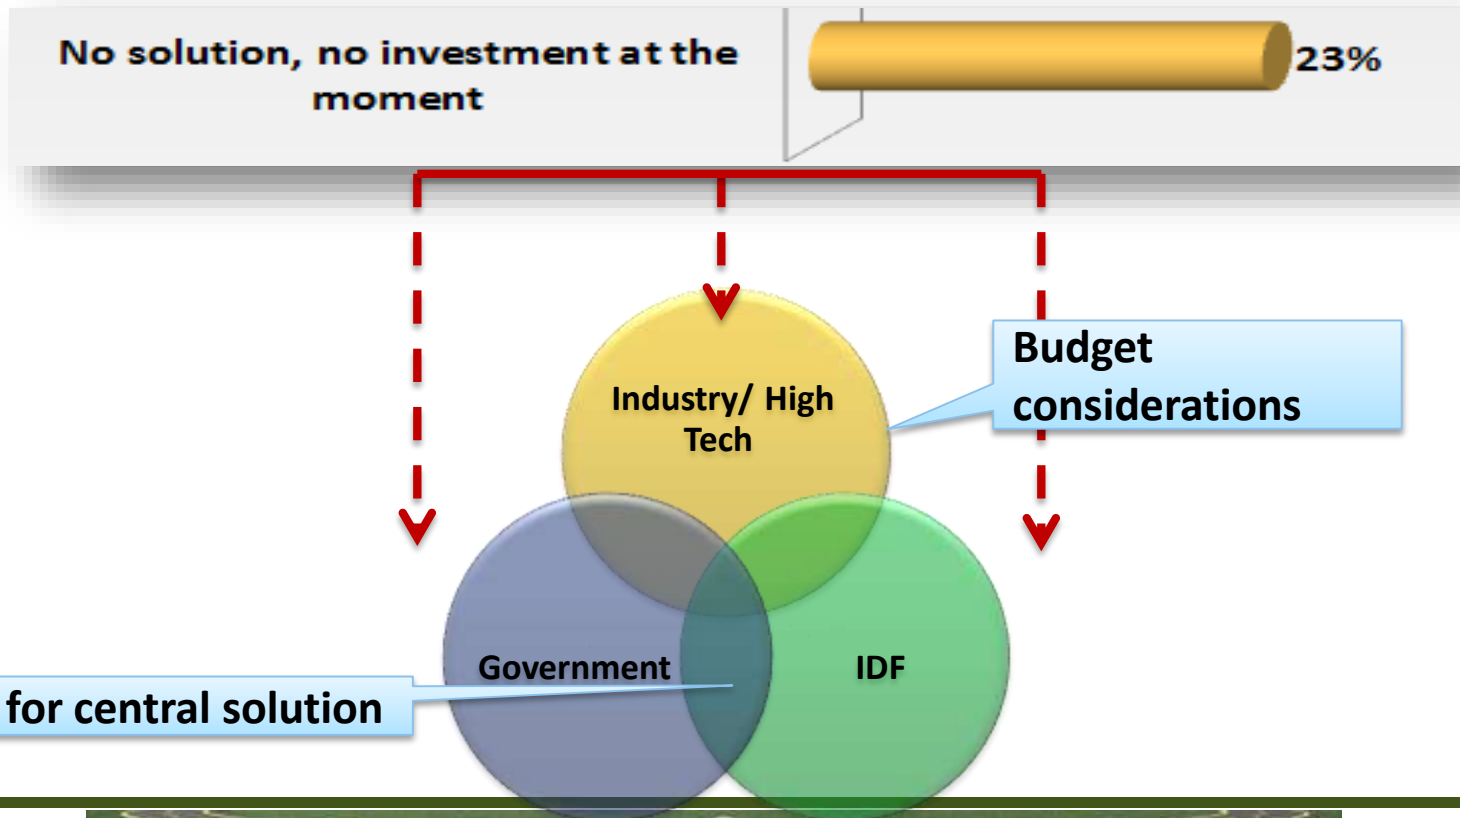 No solution, no investment at the
moment
23%
Budget
considerations
Industry/ High
Tech
Government
IDF
for central solution